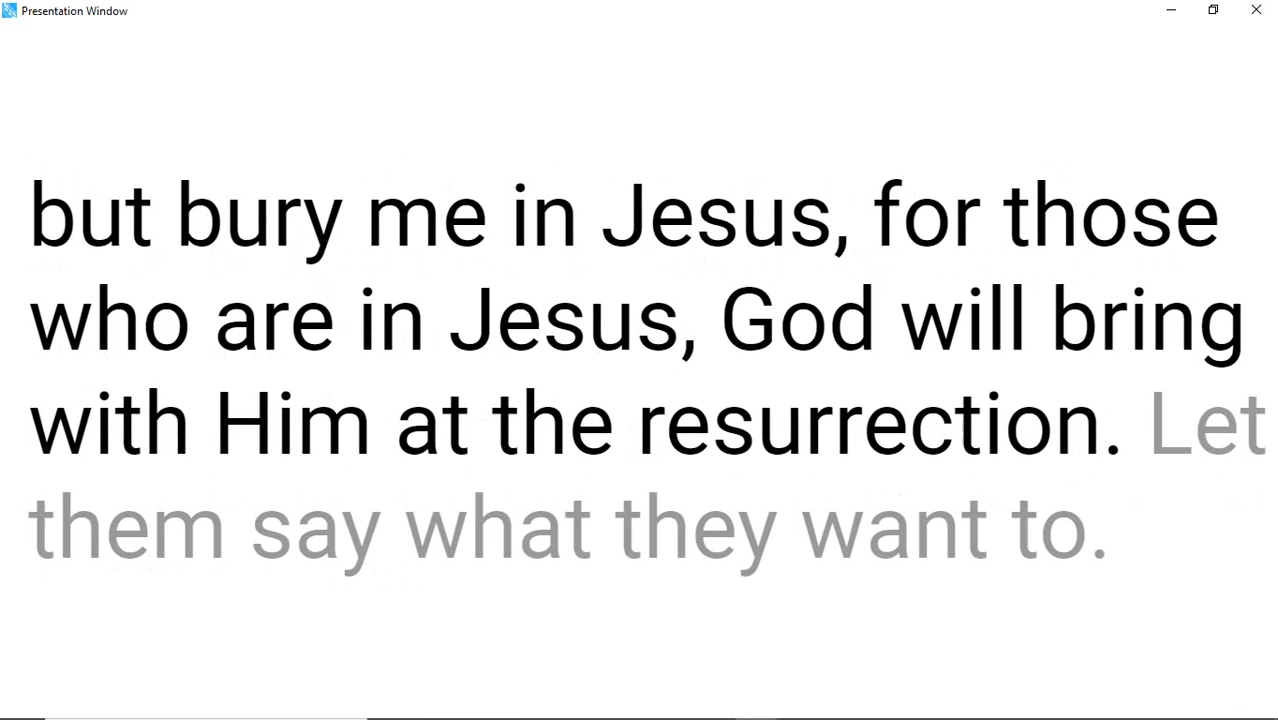 Presentation Window
but bury me in Jesus, for those
who are in Jesus, God will bring
with Him at the resurrection. Let
them say what they want to.